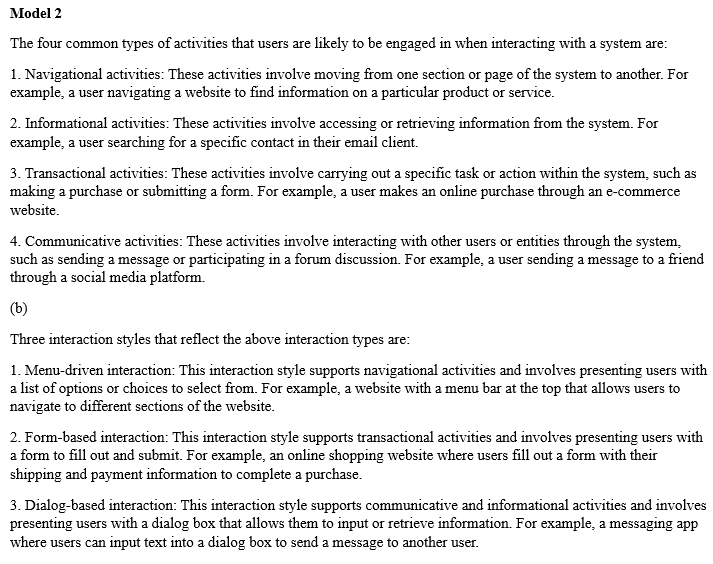 Model 2
The four common types of activities that users are likely to be engaged in when interacting with a system are:
1. Navigational activities: These activities involve moving from one section or page of the system to another. For
example, a user navigating a website to find information on a particular product or service.
2. Informational activities: These activities involve accessing or retrieving information from the system. For
example, a user searching for a specific contact in their email client.
3. Transactional activities: These activities involve carrying out a specific task or action within the system, such as
making a purchase or submitting a form. For example, a user makes an online purchase through an e-commerce
website.
4. Communicative activities: These activities involve interacting with other users or entities through the system,
such as sending a message or participating in a forum discussion. For example, a user sending a message to a friend
through a social media platform.
(b)
Three interaction styles that reflect the above interaction types are:
1. Menu-driven interaction: This interaction style supports navigational activities and involves presenting users with
a list of options or choices to select from. For example, a website with a menu bar at the top that allows users to
navigate to different sections of the website.
2. Form-based interaction: This interaction style supports transactional activities and involves presenting users with
a form to fill out and submit. For example, an online shopping website where users fill out a form with their
shipping and payment information to complete a purchase.
3. Dialog-based interaction: This interaction style supports communicative and informational activities and involves
presenting users with a dialog box that allows them to input or retrieve information. For example, a messaging app
where users can input text into a dialog box to send a message to another user.